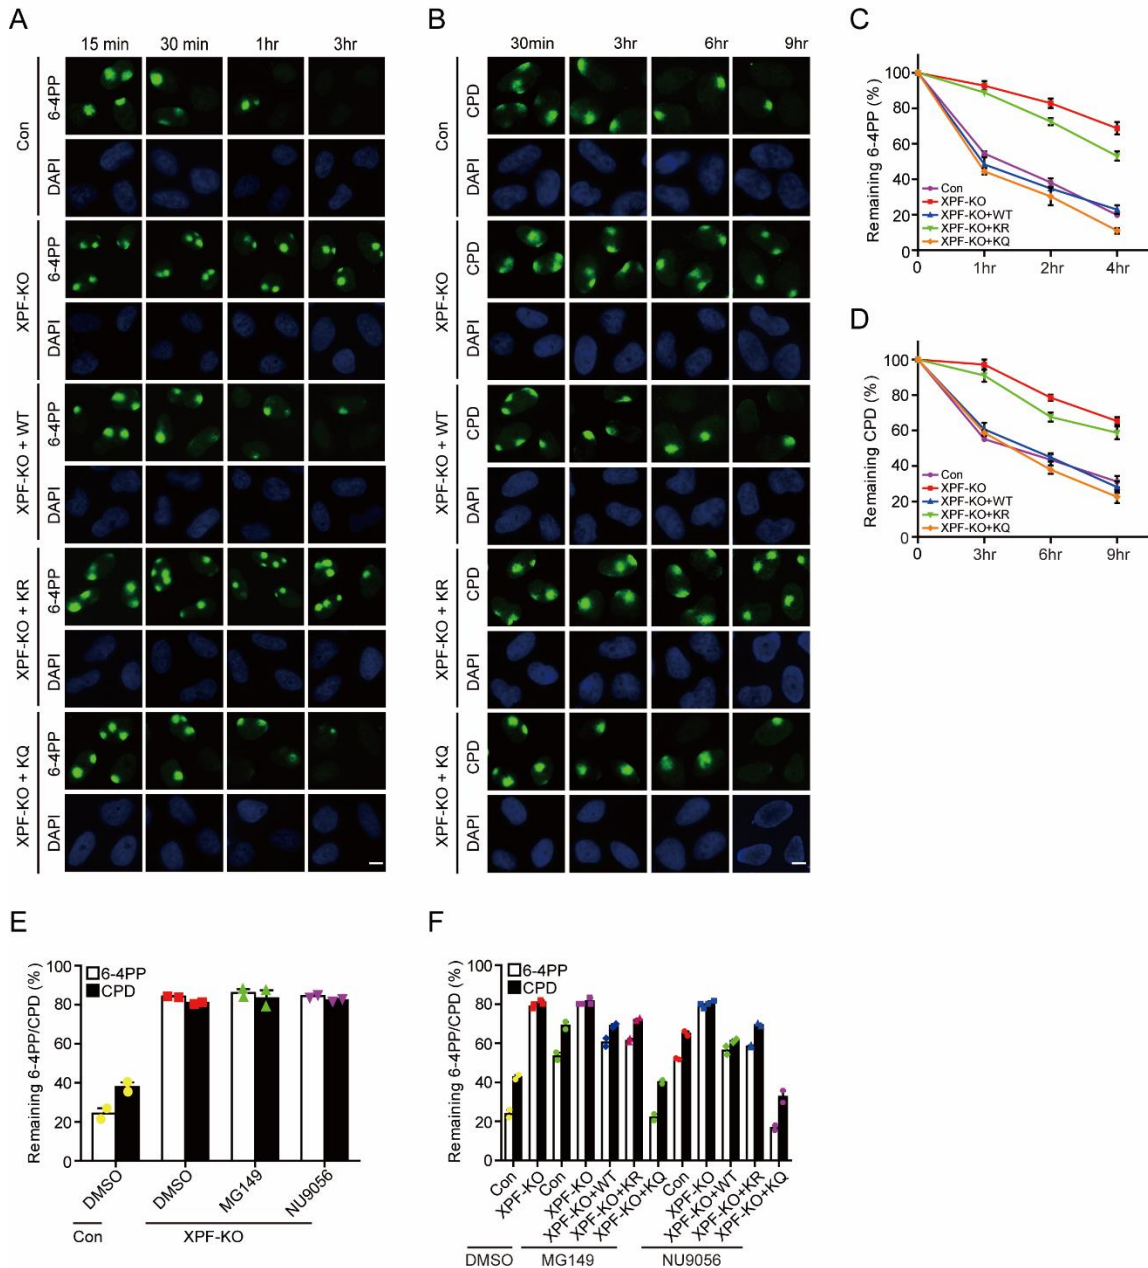 A
15 min 30 min 1hr 3hr
Con
6-4PP
DAPI
XPF-KO
6-4PP
DAPI
XPF-KO + WT
6-4PP
DAPI
XPF-KO + KR
6-4PP
DAPI
XPF-KO + KQ
6-4PP
DAPI
B
30min 3hr 6hr 9hr
Con
CPD
DAPI
XPF-KO
CPD
DAPI
XPF-KO + WT
CPD
DAPI
XPF-KO + KR
CPD
DAPI
XPF-KO + KQ
CPD
DAPI
C
Remaining 6-4PP (%)
100
80
60
40
20
0
Con
XPF-KO
XPF-KO+WT
XPF-KO+KR
XPF-KO+KQ
0 1hr 2hr 4hr
D
Remaining CPD (%)
100
80
60
40
20
0
Con
XPF-KO
XPF-KO+WT
XPF-KO+KR
XPF-KO+KQ
0 3hr 6hr 9hr
E
Remaining 6-4PP/CPD (%)
100
80
60
40
20
0
6-4PP
CPD
DMSO DMSO MG149 NU9056
Con XPF-KO
F
Remaining 6-4PP/CPD (%)
100
80
60
40
20
0
6-4PP
CPD
Con XPF-KO Con XPF-KO XPF-KO+WT XPF-KO+KR XPF-KO+KQ Con XPF-KO XPF-KO+WT XPF-KO+KR XPF-KO+KQ
DMSO MG149 NU9056